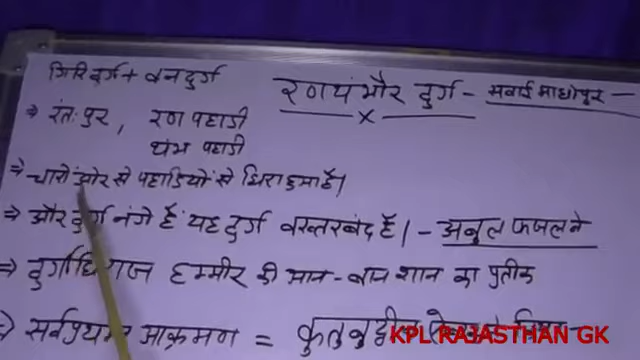 गिरि दुर्ग + वन दुर्ग
रणथंभौर दुर्ग - सवाई माधोपुर -
⇒ रंतःपुर, रण पहाडी
थंभ पहाडी
⇒ चारों ओर से पहाडियों से घिरा हुआ है।
⇒ और दुर्ग नंगे हैं यह दुर्ग बख्तरबंद है। - अबुल फजल ने
⇒ दुर्गाधिराज हम्मीर की आन - बान शान का प्रतीक
⇒ सर्वप्रथम आक्रमण = कुतुबुद्दीन
KPL RAJASTHAN GK